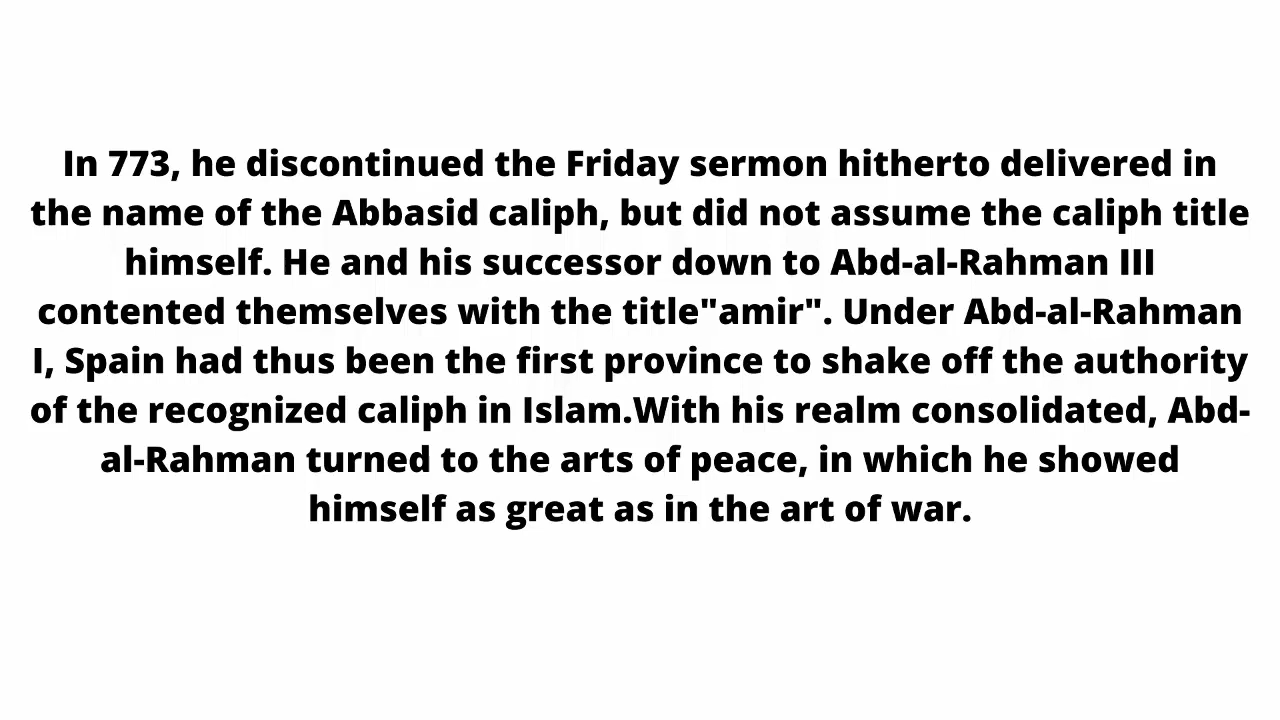 In 773, he discontinued the Friday sermon hitherto delivered in
the name of the Abbasid caliph, but did not assume the caliph title
himself. He and his successor down to Abd-al-Rahman III
contented themselves with the title"amir". Under Abd-al-Rahman
I, Spain had thus been the first province to shake off the authority
of the recognized caliph in Islam.With his realm consolidated, Abd-
al-Rahman turned to the arts of peace, in which he showed
himself as great as in the art of war.